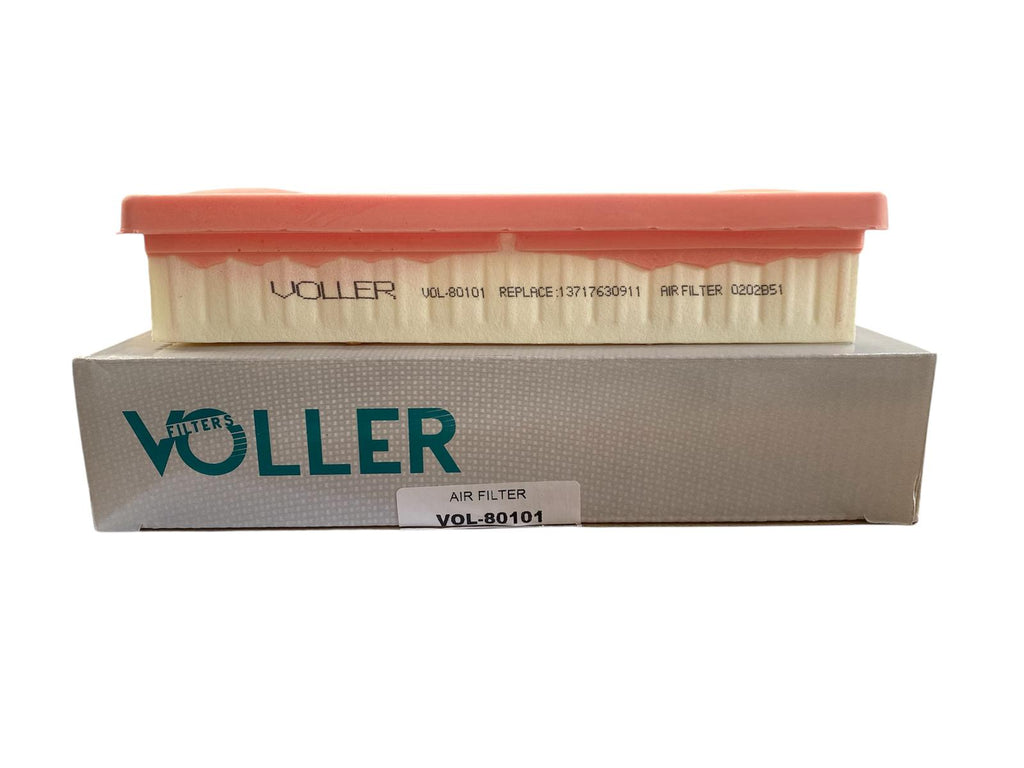 VOLLER VOL-80101 REPLACE:13717630911 AIR FILTER 0202B51
VOLLER
FILTERS
AIR FILTER
VOL-80101